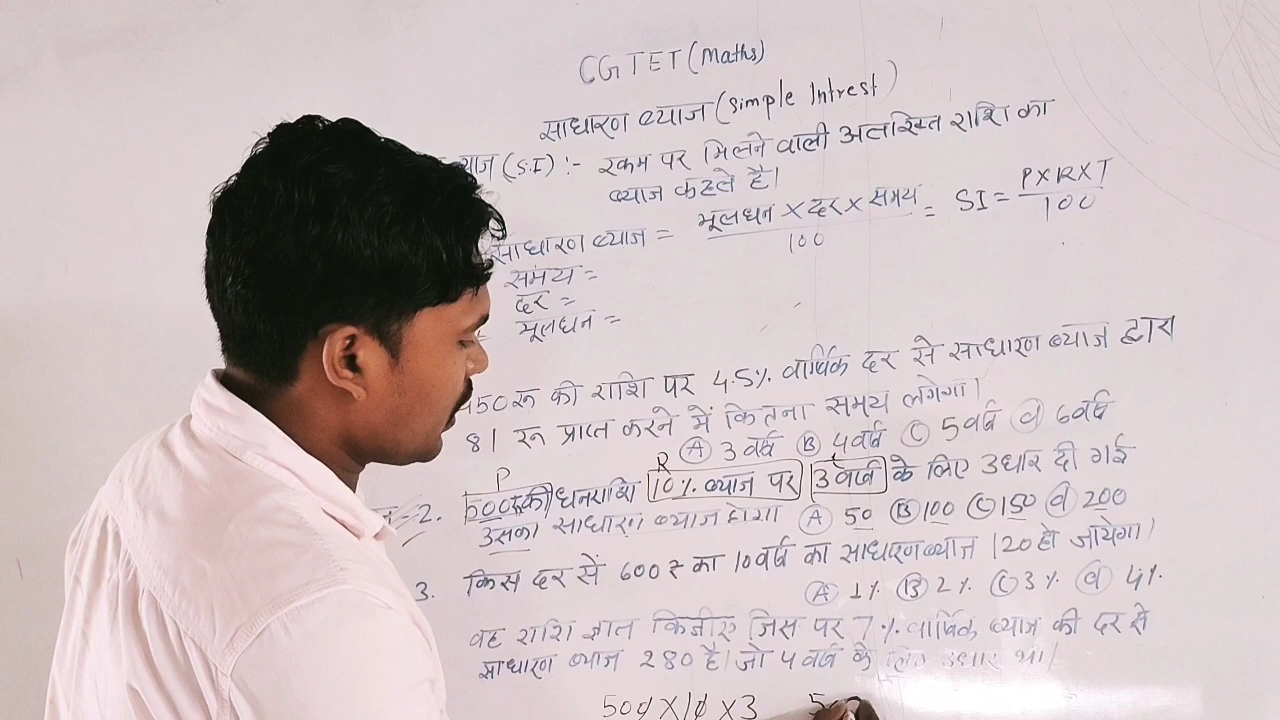 CGTET (Maths)
साधारण ब्याज (Simple Intrest)
ब्याज (S.I) :- रकम पर मिलने वाली अतरिक्त राशि का
ब्याज कहते है।
साधारण ब्याज = मूलधन X दर X समय / 100 = SI = P X R X T / 100
समय =
दर =
मूलधन =
450 रू की राशि पर 4.5% वार्षिक दर से साधारण ब्याज द्वारा
81 रू प्राप्त करने में कितना समय लगेगा।
(A) 3 वर्ष (B) 4 वर्ष (C) 5 वर्ष (d) 6 वर्ष
P R t
2. 500₹ की धनराशि 10% ब्याज पर 3 वर्ष के लिए उधार दी गई
उसका साधारण ब्याज होगा (A) 50 (B) 100 (C) 150 (d) 200
3. किस दर सें 600₹ का 10 वर्ष का साधारण ब्याज 120 हो जायेगा।
(A) 1% (B) 2% (C) 3% (d) 4%
वह राशि ज्ञात किजीए जिस पर 7% वार्षिक ब्याज की दर से
साधारण ब्याज 280 है। जो 4 वर्ष के लिए उधार था।
500 X 10 X 3